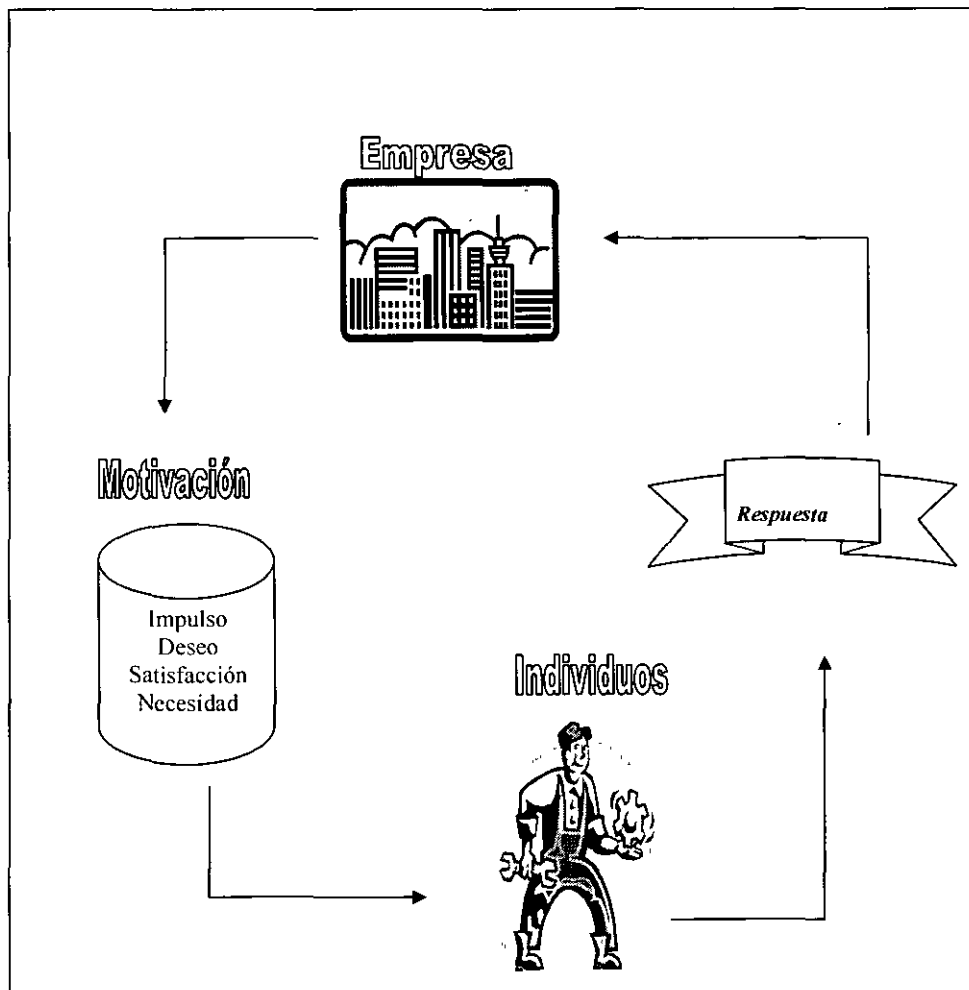 Empresa
Motivación
Impulso
Deseo
Satisfacción
Necesidad
Individuos
Respuesta